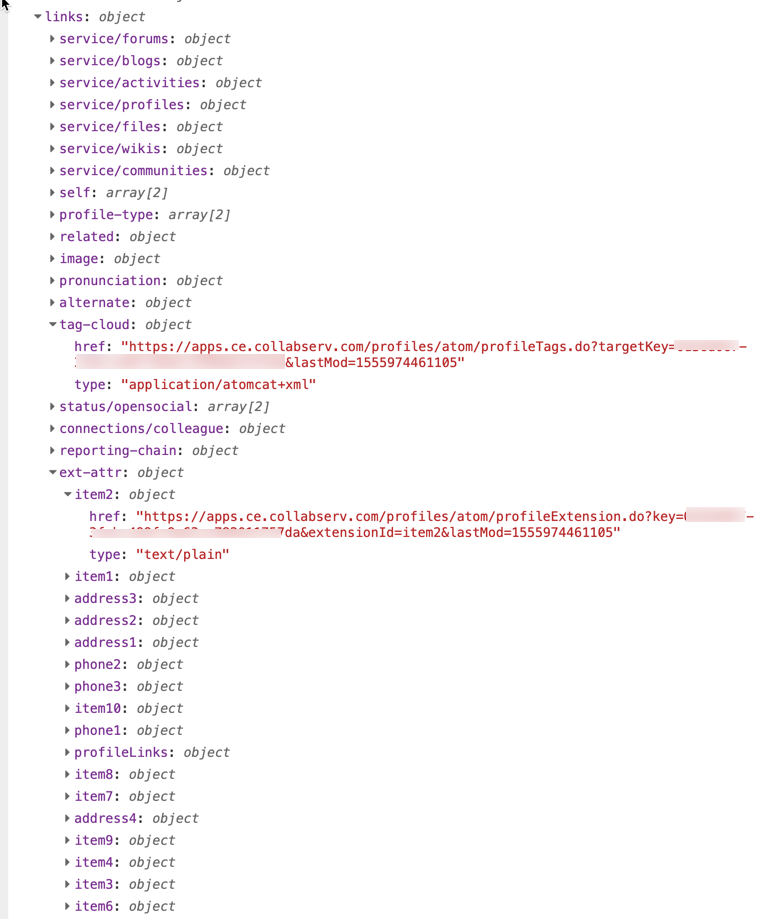 links: object
service/forums: object
service/blogs: object
service/activities: object
service/profiles: object
service/files: object
service/wikis: object
service/communities: object
self: array[2]
profile-type: array[2]
related: object
image: object
pronunciation: object
alternate: object
tag-cloud: object
href: "https://apps.ce.collabserv.com/profiles/atom/profileTags.do?targetKey=
&lastMod=1555974461105"
type: "application/atomcat+xml"
status/opensocial: array[2]
connections/colleague: object
reporting-chain: object
ext-attr: object
item2: object
href: "https://apps.ce.collabserv.com/profiles/atom/profileExtension.do?key=
7da&extensionId=item2&lastMod=1555974461105"
type: "text/plain"
item1: object
address3: object
address2: object
address1: object
phone2: object
phone3: object
item10: object
phone1: object
profileLinks: object
item8: object
item7: object
address4: object
item9: object
item4: object
item3: object
item6: object